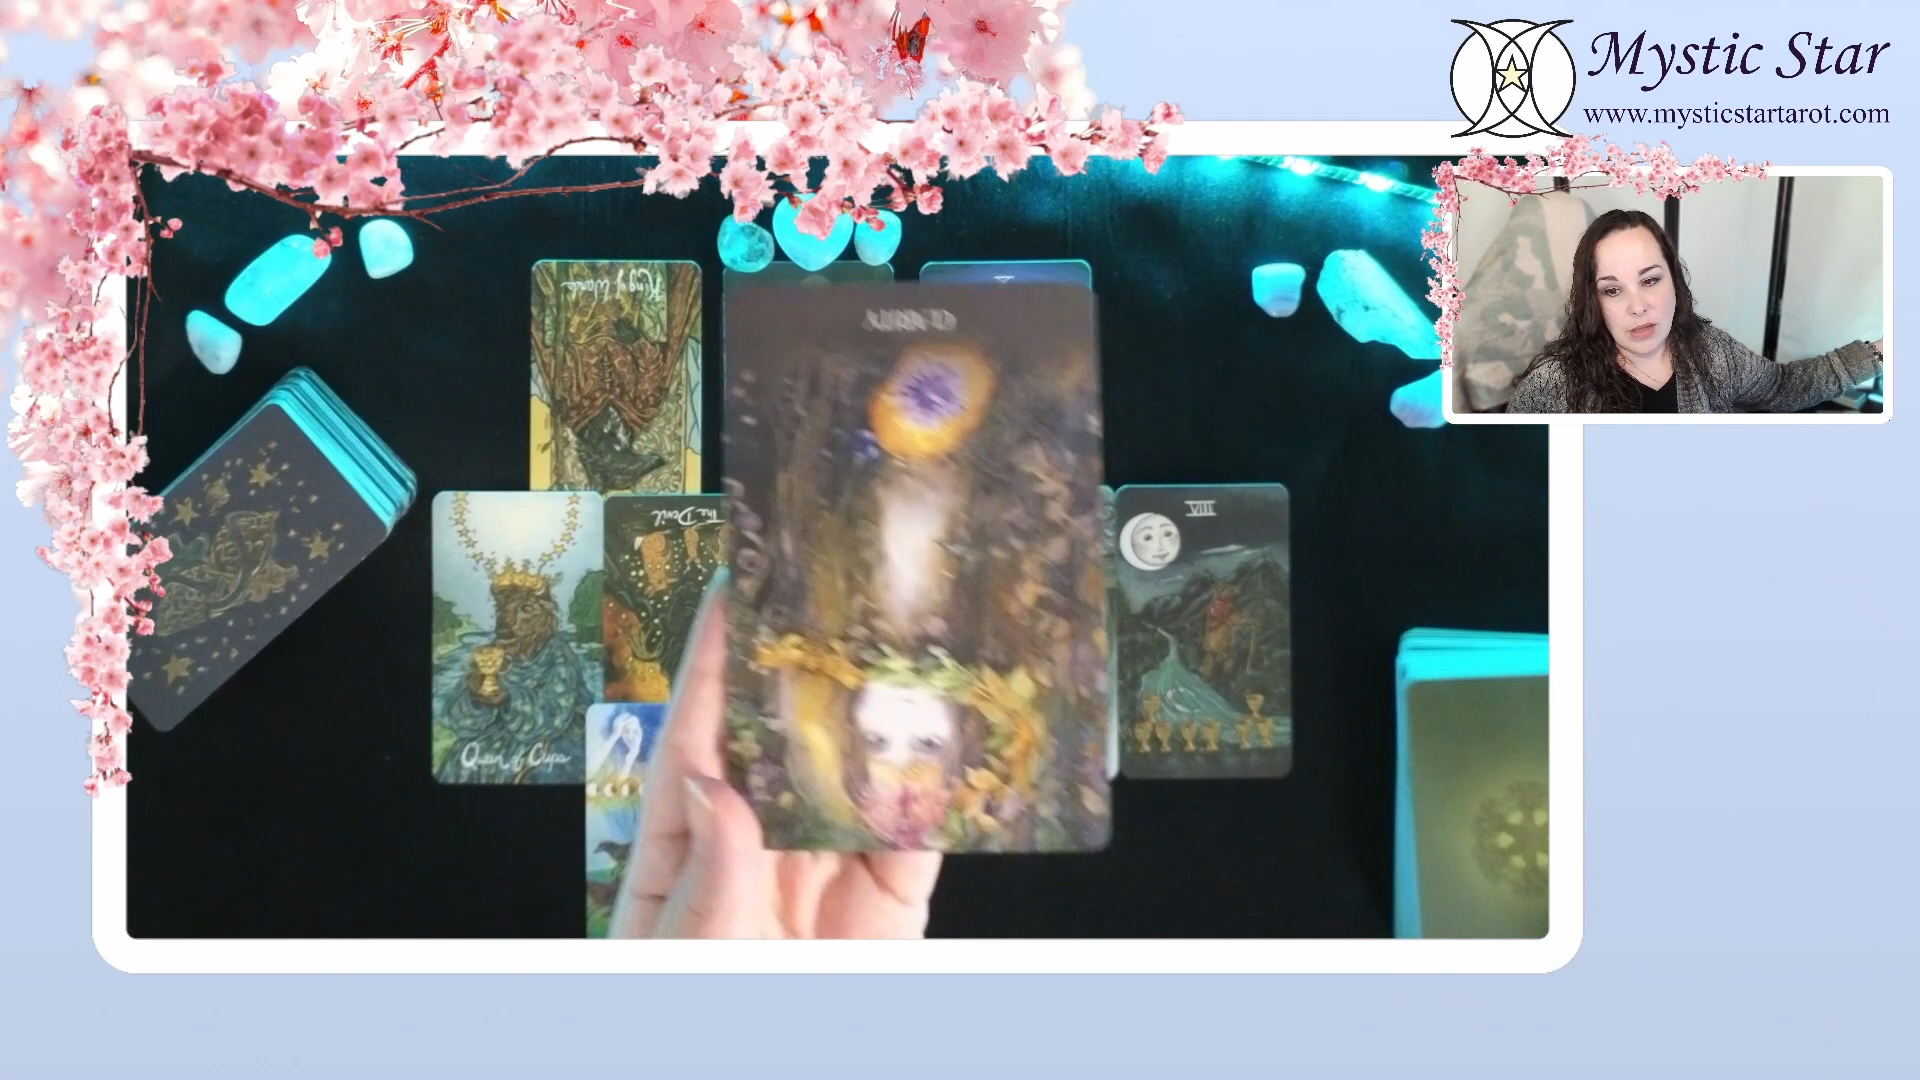 Mystic Star
www.mysticstartarot.com
King of Wands
The Devil
VIII
Queen of Cups